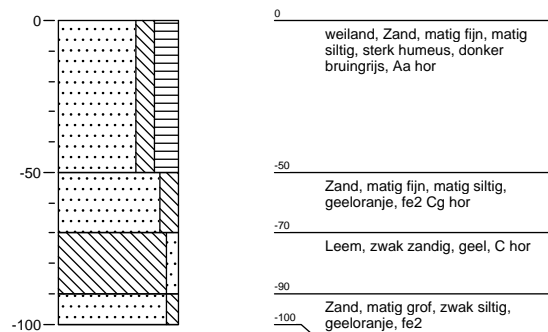 0
-50
-100
0
weiland, Zand, matig fijn, matig
siltig, sterk humeus, donker
bruingrijs, Aa hor
-50
Zand, matig fijn, matig siltig,
geeloranje, fe2 Cg hor
-70
Leem, zwak zandig, geel, C hor
-90
Zand, matig grof, zwak siltig,
geeloranje, fe2
-100